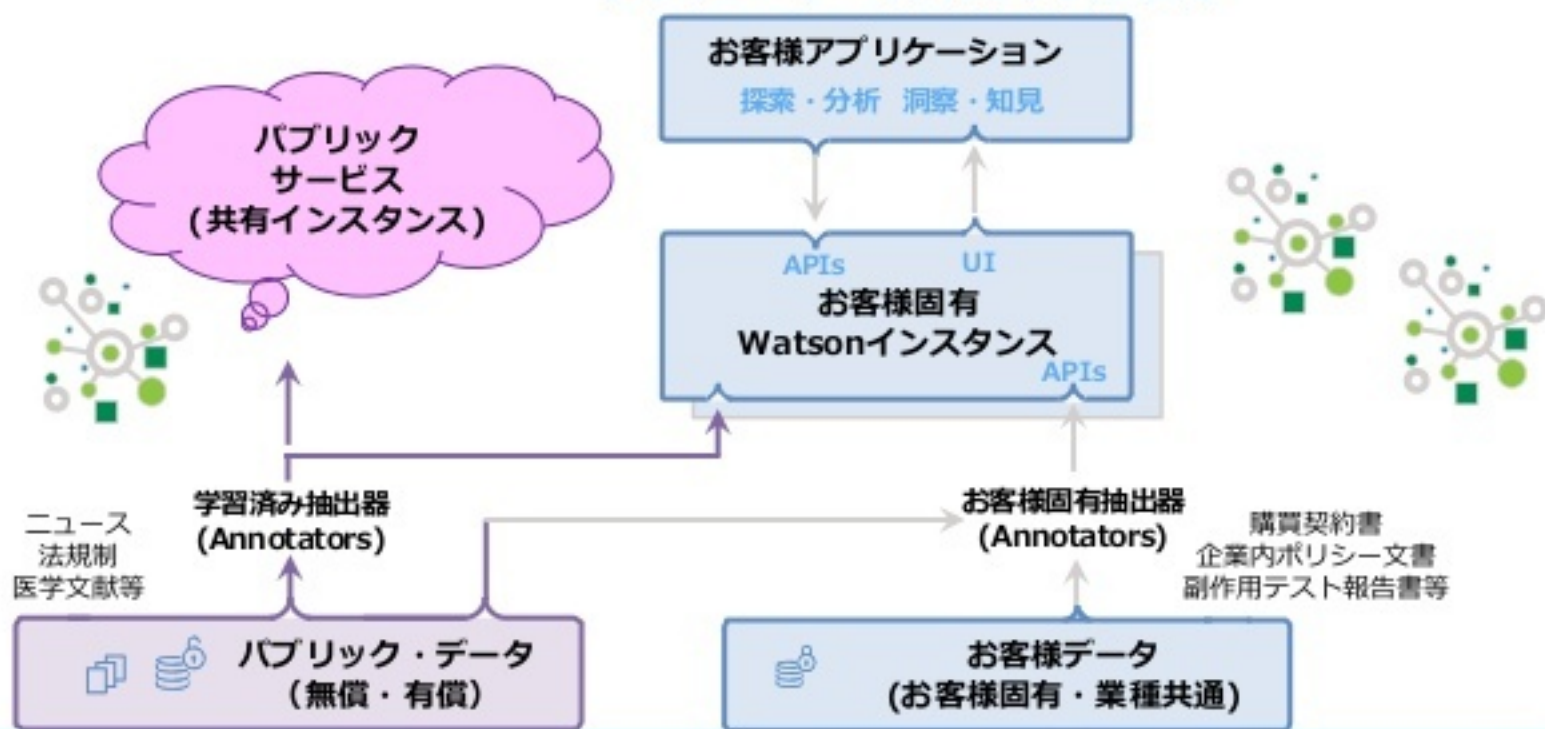 お客様アプリケーション
探索・分析 洞察・知見
パブリック
サービス
(共有インスタンス)
APIs UI
お客様固有
Watsonインスタンス
APIs
学習済み抽出器
(Annotators)
ニュース
法規制
医学文献等
お客様固有抽出器
(Annotators)
購買契約書
企業内ポリシー文書
副作用テスト報告書等
パブリック・データ
（無償・有償）
お客様データ
(お客様固有・業種共通)